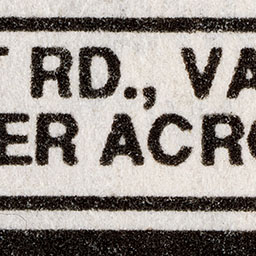 T RD., VA
ER ACRO